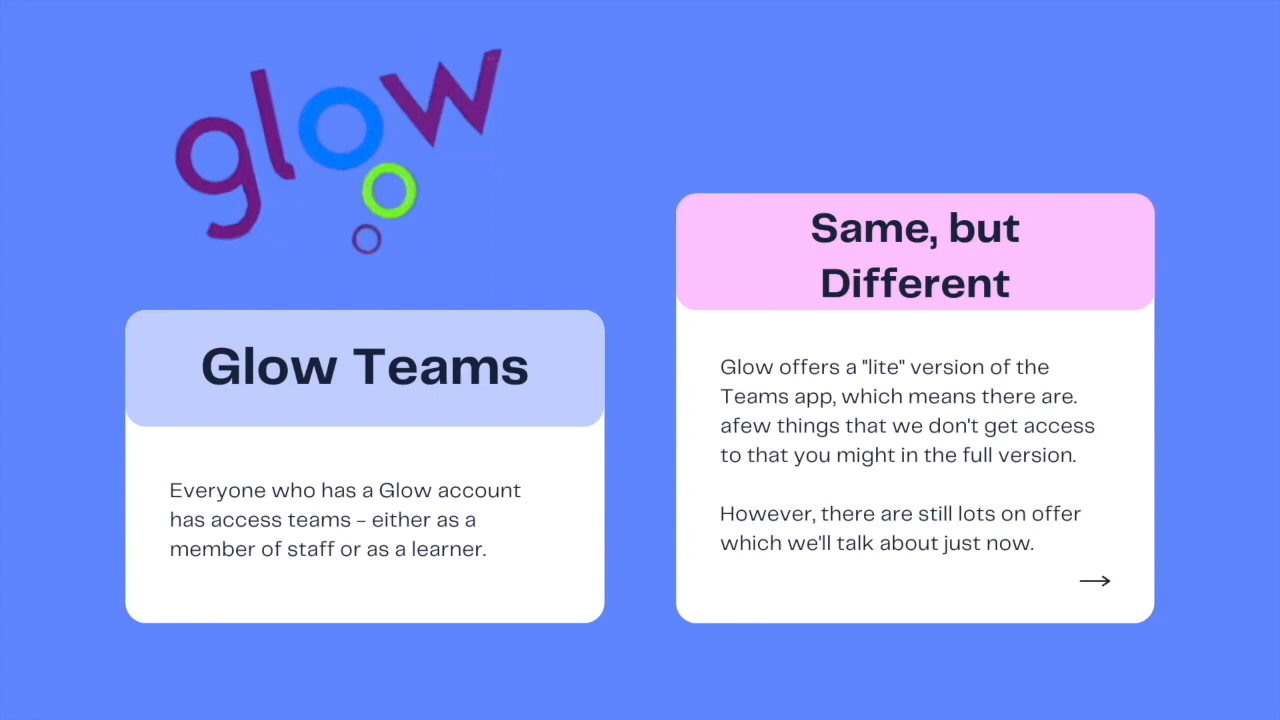 glow
Glow Teams
Everyone who has a Glow account
has access teams - either as a
member of staff or as a learner.
Same, but
Different
Glow offers a "lite" version of the
Teams app, which means there are.
afew things that we don't get access
to that you might in the full version.
However, there are still lots on offer
which we'll talk about just now.